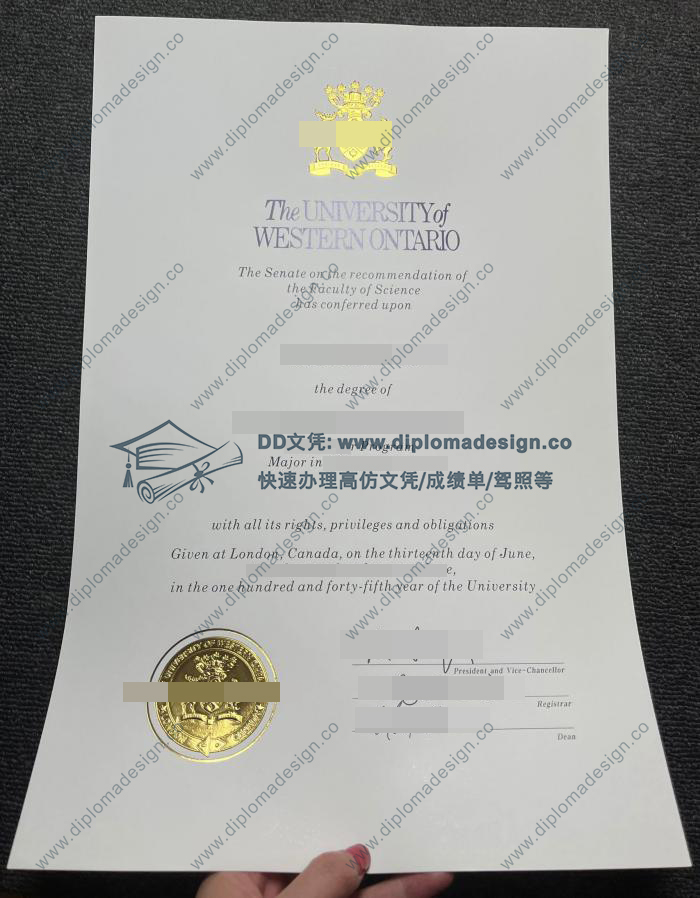 The UNIVERSITY of
WESTERN ONTARIO
The Senate on the recommendation of
the Faculty of Science
has conferred upon
the degree of
DD文凭: www.diplomadesign.co
Program
Major in
快速办理高仿文凭/成绩单/驾照等
with all its rights, privileges and obligations
Given at London, Canada, on the thirteenth day of June,
e,
in the one hundred and forty-fifth year of the University
President and Vice-Chancellor
Registrar
Dean
www.diplomadesign.co